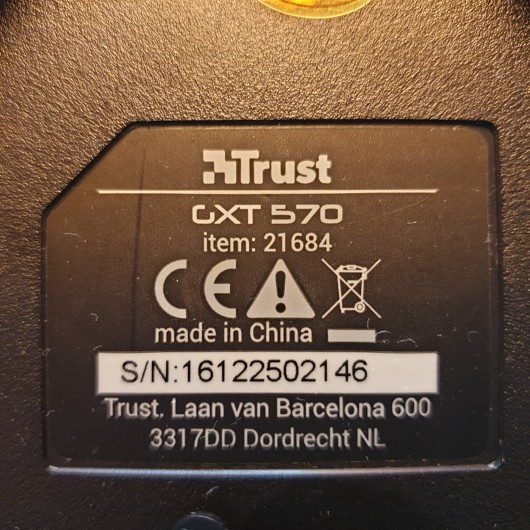 Trust
GXT 570
item: 21684
CE
made in China
S/N:16122502146
Trust. Laan van Barcelona 600
3317DD Dordrecht NL